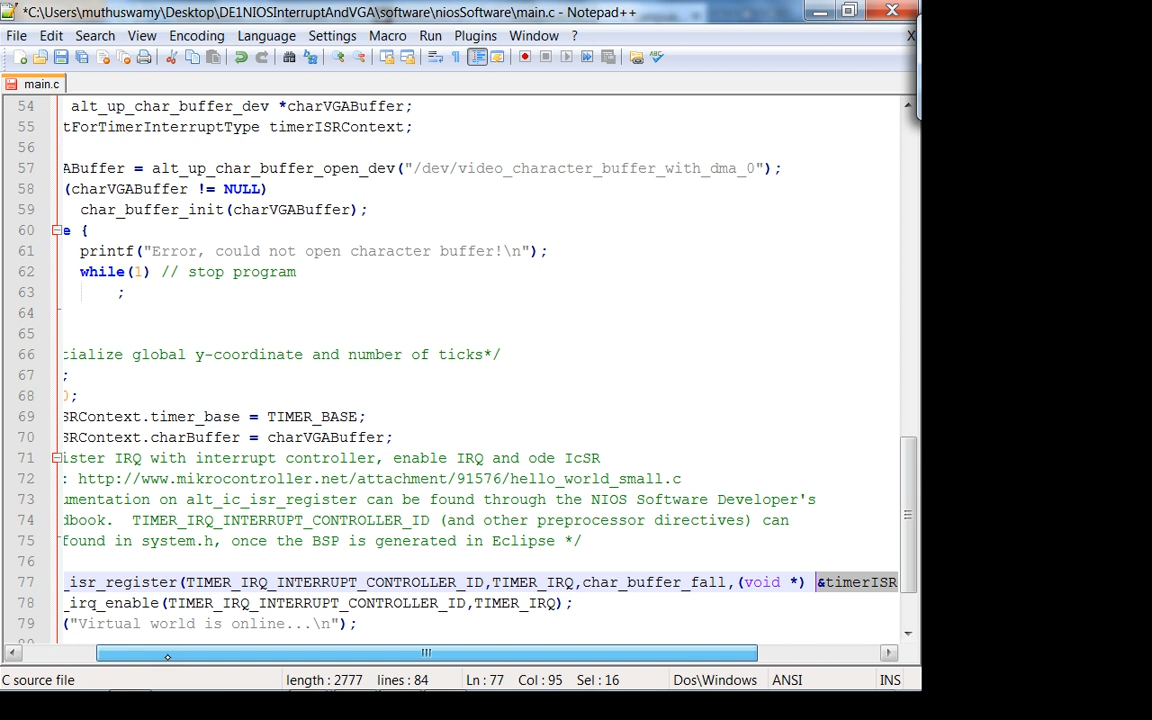 *C:\Users\muthuswamy\Desktop\DE1NIOSInterruptAndVGA\software\niosSoftware\main.c - Notepad++
File Edit Search View Encoding Language Settings Macro Run Plugins Window ? X
main.c
54 alt_up_char_buffer_dev *charVGABuffer;
55 tForTimerInterruptType timerISRContext;
56
57 ABuffer = alt_up_char_buffer_open_dev("/dev/video_character_buffer_with_dma_0");
58 (charVGABuffer != NULL)
59 char_buffer_init(charVGABuffer);
60 e {
61 printf("Error, could not open character buffer!\n");
62 while(1) // stop program
63 ;
64
65
66 cialize global y-coordinate and number of ticks*/
67 ;
68 0;
69 SRContext.timer_base = TIMER_BASE;
70 SRContext.charBuffer = charVGABuffer;
71 ister IRQ with interrupt controller, enable IRQ and ode IcSR
72 : http://www.mikrocontroller.net/attachment/91576/hello_world_small.c
73 umentation on alt_ic_isr_register can be found through the NIOS Software Developer's
74 dbook. TIMER_IRQ_INTERRUPT_CONTROLLER_ID (and other preprocessor directives) can
75 found in system.h, once the BSP is generated in Eclipse */
76
77 _isr_register(TIMER_IRQ_INTERRUPT_CONTROLLER_ID,TIMER_IRQ,char_buffer_fall,(void *) &timerISR
78 _irq_enable(TIMER_IRQ_INTERRUPT_CONTROLLER_ID,TIMER_IRQ);
79 ("Virtual world is online...\n");
C source file length : 2777 lines : 84 Ln : 77 Col : 95 Sel : 16 Dos\Windows ANSI INS